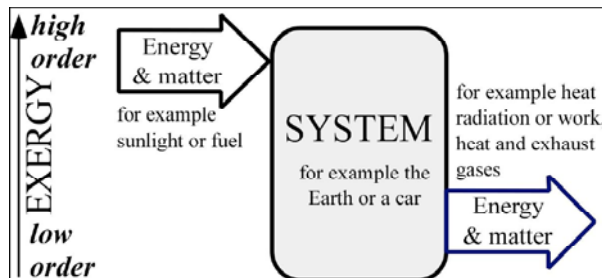 high
order
EXERGY
low
order
Energy
& matter
for example
sunlight or fuel
SYSTEM
for example the
Earth or a car
for example heat
radiation or work,
heat and exhaust
gases
Energy
& matter